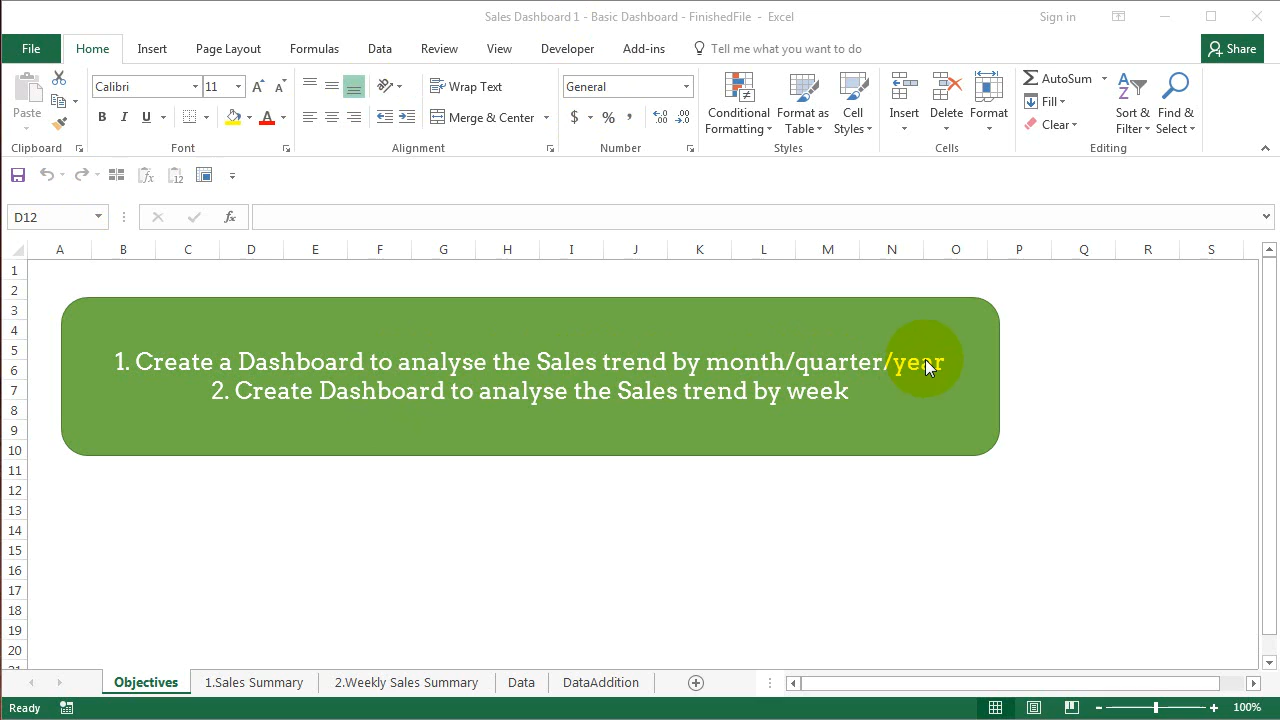 Sales Dashboard 1 - Basic Dashboard - FinishedFile - Excel
Sign in
File Home Insert Page Layout Formulas Data Review View Developer Add-ins Tell me what you want to do Share
Paste
Clipboard
Calibri 11
B I U A
Font
Wrap Text
Merge & Center
Alignment
General
$ % ,
Number
Conditional Formatting
Format as Table
Cell Styles
Styles
Insert Delete Format
Cells
AutoSum
Fill
Clear
Sort & Filter
Find & Select
Editing
D12
fx
A B C D E F G H I J K L M N O P Q R S
1
2
3
4
5
6
7
8
9
10
11
12
13
14
15
16
17
18
19
20
21
1. Create a Dashboard to analyse the Sales trend by month/quarter/year
2. Create Dashboard to analyse the Sales trend by week
Objectives 1.Sales Summary 2.Weekly Sales Summary Data DataAddition
Ready
100%